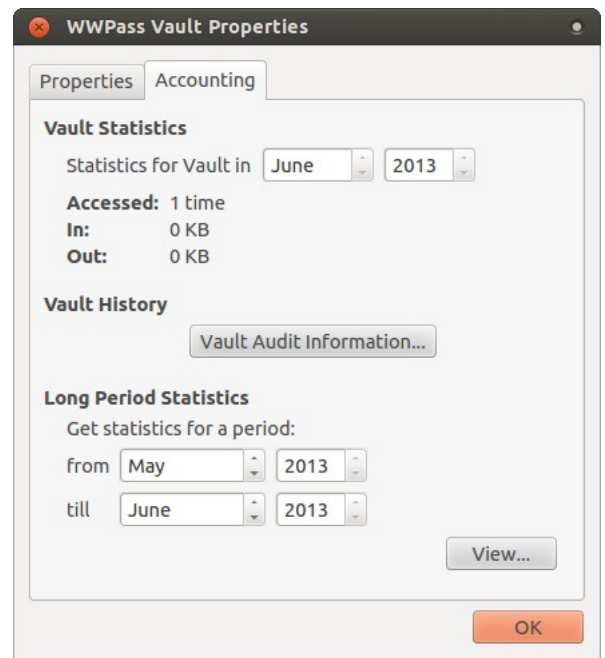 WWPass Vault Properties
Properties Accounting
Vault Statistics
Statistics for Vault in June 2013
Accessed: 1 time
In: 0 KB
Out: 0 KB
Vault History
Vault Audit Information...
Long Period Statistics
Get statistics for a period:
from May 2013
till June 2013
View...
OK